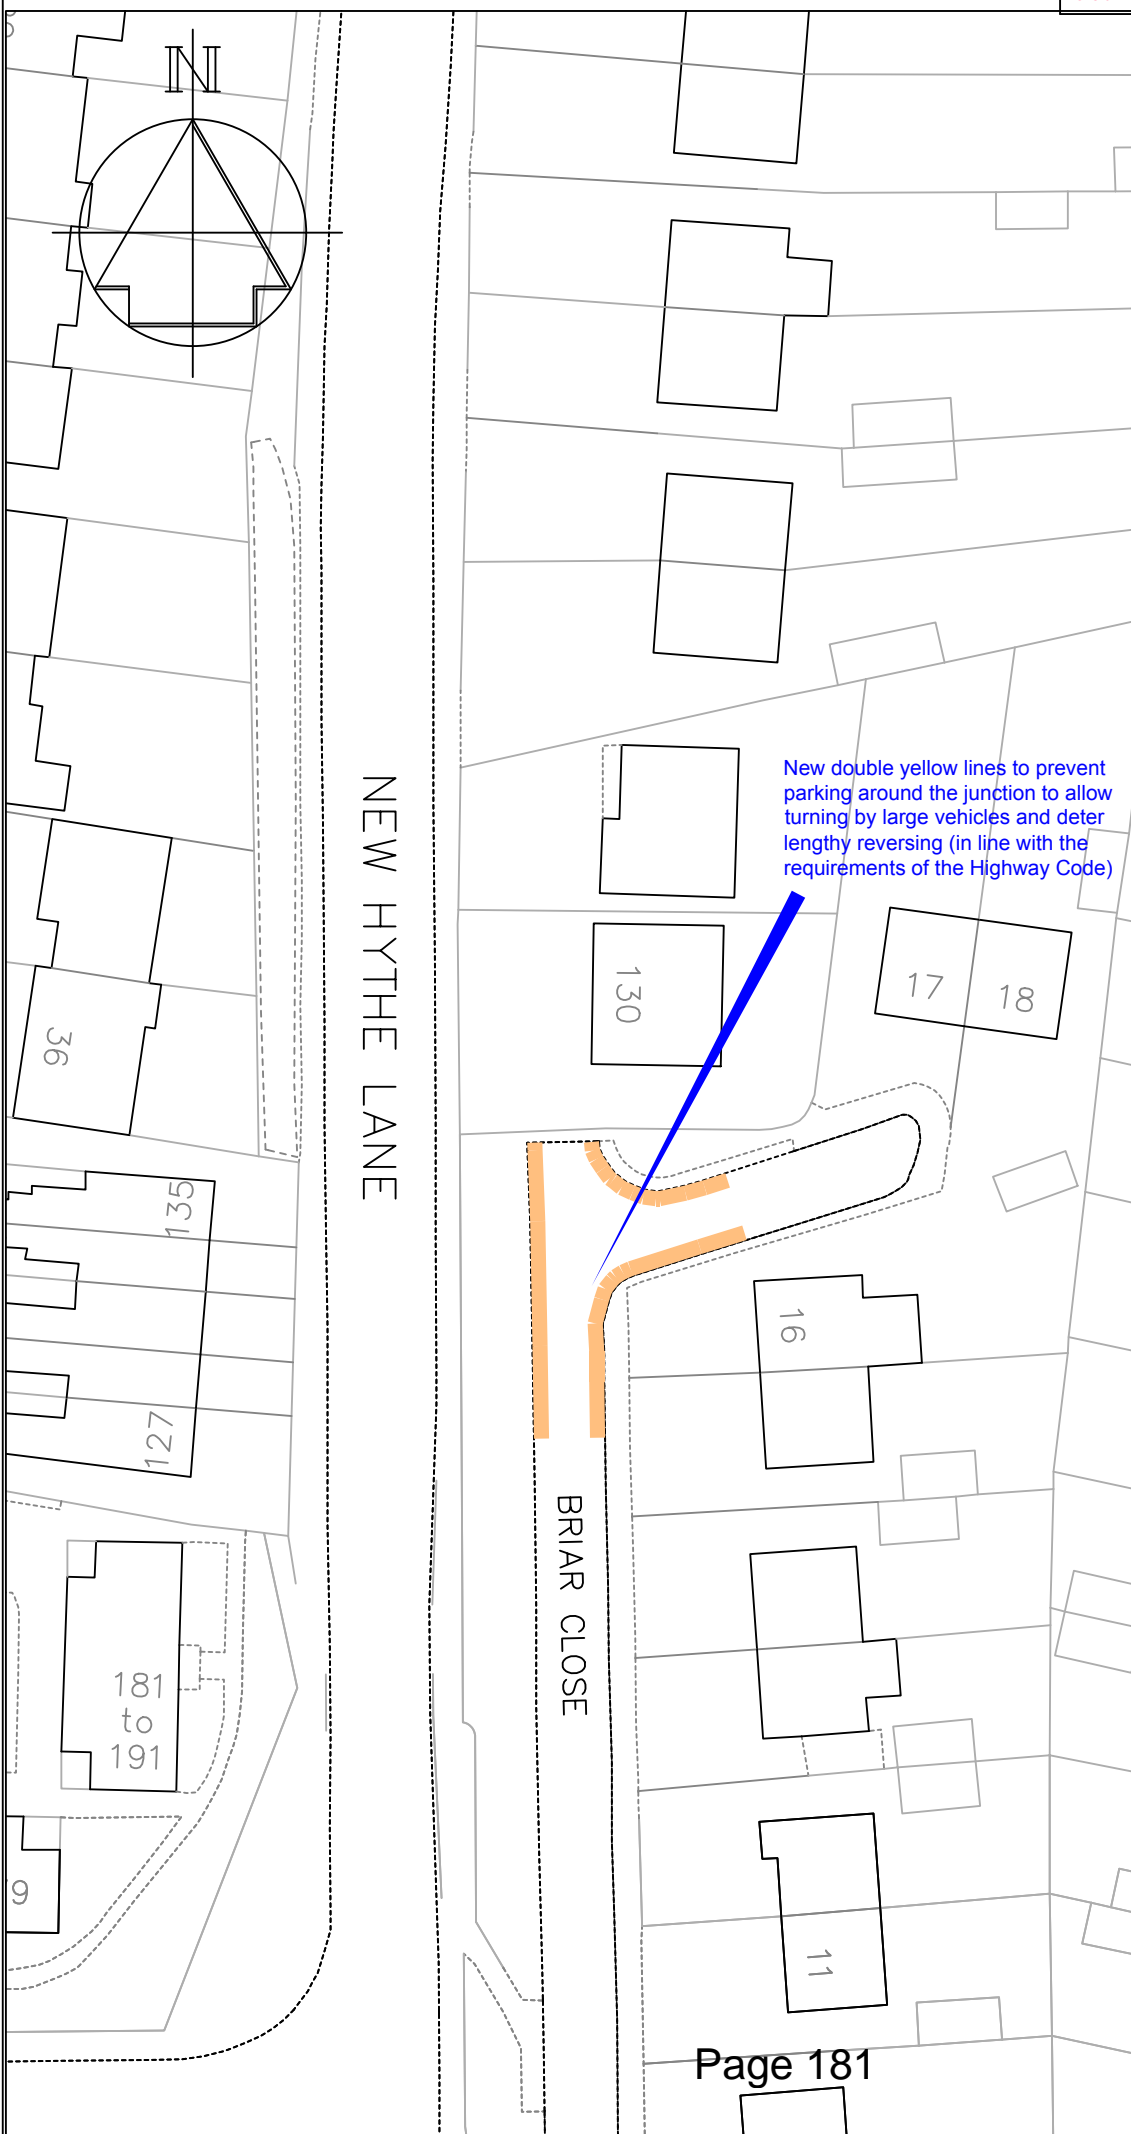 N
New double yellow lines to prevent
parking around the junction to allow
turning by large vehicles and deter
lengthy reversing (in line with the
requirements of the Highway Code)
NEW HYTHE LANE
130
17
18
36
135
16
127
BRIAR CLOSE
181
to
191
9
11
Page 181